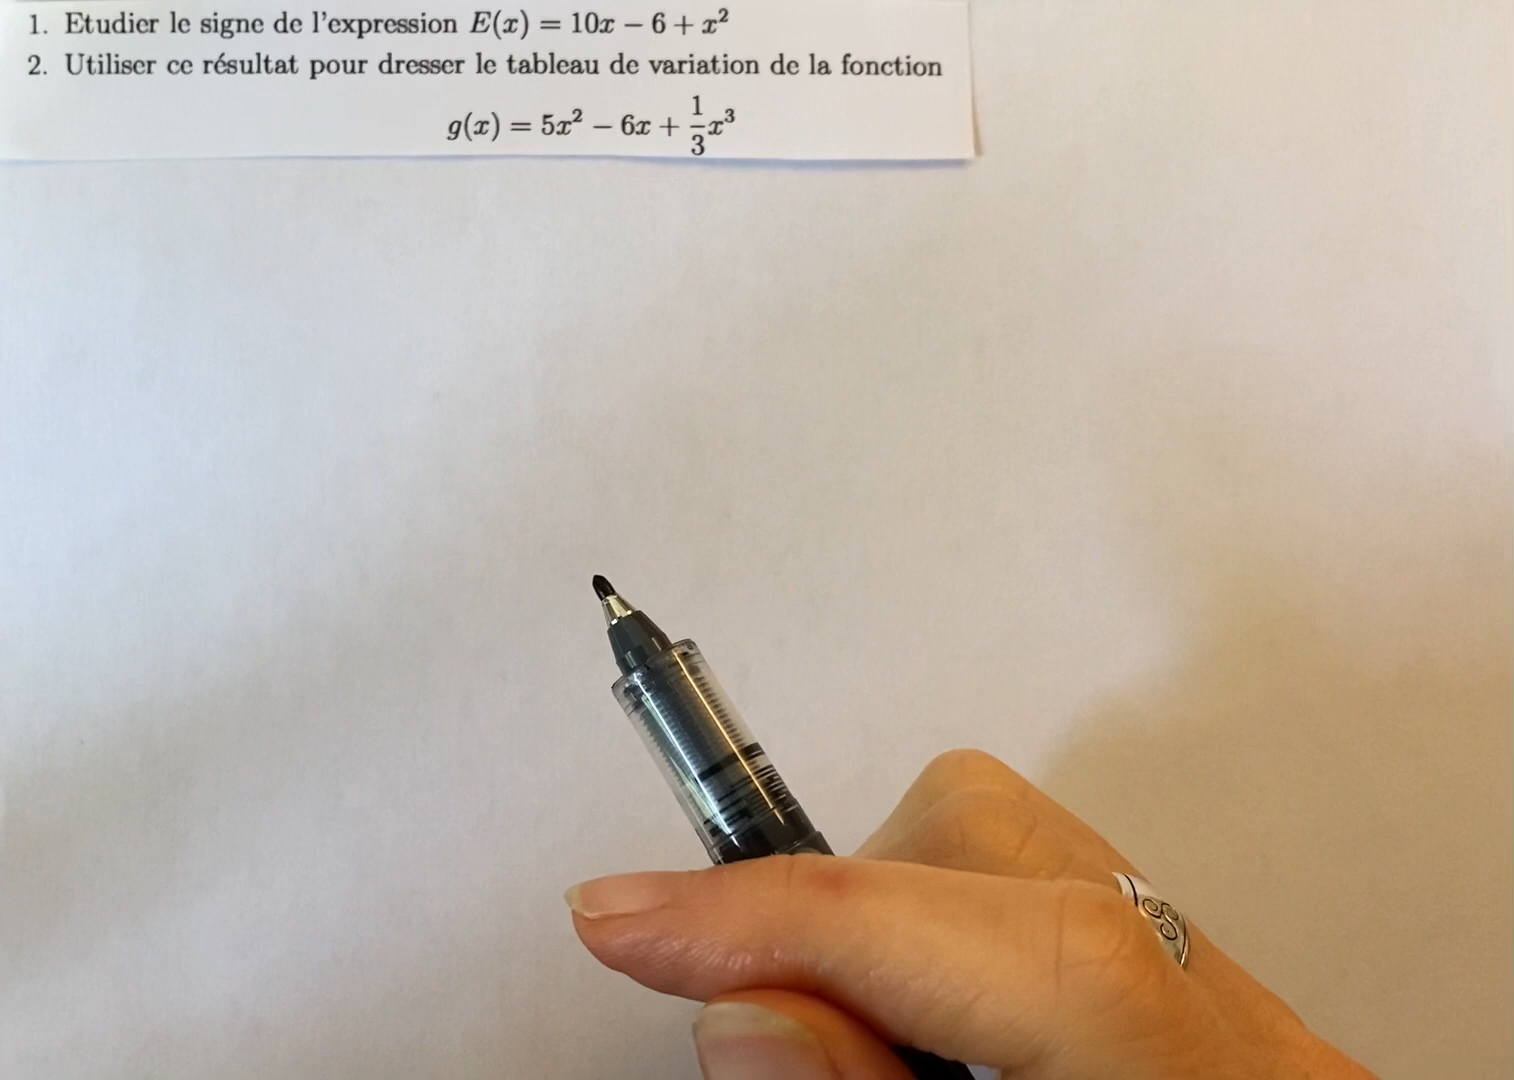 1. Etudier le signe de l'expression E(x) = 10x − 6 + x²
2. Utiliser ce résultat pour dresser le tableau de variation de la fonction
g(x) = 5x² − 6x + 1/3 x³